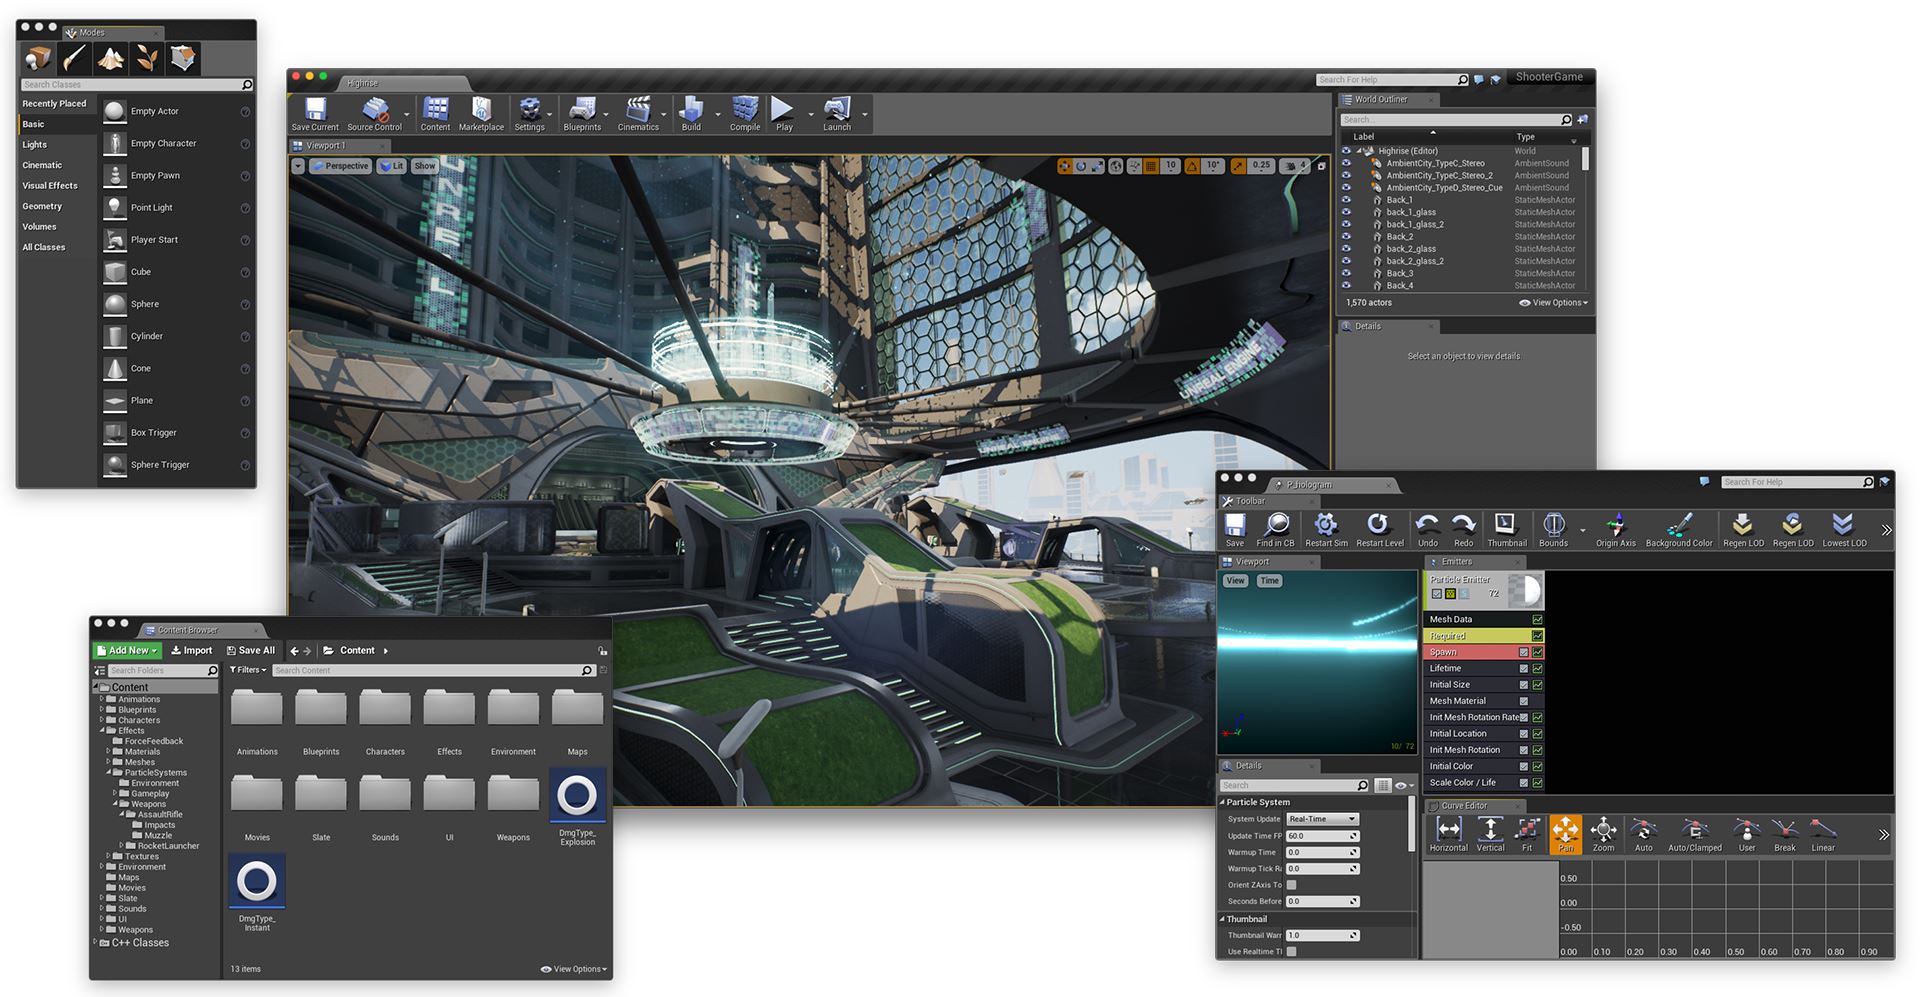 Modes
Search Classes
Recently Placed
Basic
Lights
Cinematic
Visual Effects
Geometry
Volumes
All Classes
Empty Actor
Empty Character
Empty Pawn
Point Light
Player Start
Cube
Sphere
Cylinder
Cone
Plane
Box Trigger
Sphere Trigger
Highrise
Search For Help
ShooterGame
Save Current
Source Control
Content
Marketplace
Settings
Blueprints
Cinematics
Build
Compile
Play
Launch
Viewport 1
Perspective
Lit
Show
10
10°
0.25
4
UNREAL ENGINE
UNREAL ENGINE
World Outliner
Search...
Label Type
Highrise (Editor) World
AmbientCity_TypeC_Stereo AmbientSound
AmbientCity_TypeC_Stereo_2 AmbientSound
AmbientCity_TypeD_Stereo_Cue AmbientSound
Back_1 StaticMeshActor
back_1_glass StaticMeshActor
back_1_glass_2 StaticMeshActor
Back_2 StaticMeshActor
back_2_glass StaticMeshActor
back_2_glass_2 StaticMeshActor
Back_3 StaticMeshActor
Back_4 StaticMeshActor
1,570 actors View Options
Details
Select an object to view details.
Content Browser
Add New Import Save All Content
Search Folders
Filters
Search Content
Content
Animations
Blueprints
Characters
Effects
ForceFeedback
Materials
Meshes
ParticleSystems
Environment
Gameplay
Weapons
AssaultRifle
Impacts
Muzzle
RocketLauncher
Textures
Environment
Maps
Movies
Slate
Sounds
UI
Weapons
C++ Classes
Animations Blueprints Characters Effects Environment Maps
Movies Slate Sounds UI Weapons DmgType_
Explosion
DmgType_
Instant
13 items View Options
P_hologram
Search For Help
Toolbar
Save
Find in CB
Restart Sim
Restart Level
Undo
Redo
Thumbnail
Bounds
Origin Axis
Background Color
Regen LOD
Regen LOD
Lowest LOD
Viewport
View
Time
10/ 72
Emitters
Particle Emitter
72
Mesh Data
Required
Spawn
Lifetime
Initial Size
Mesh Material
Init Mesh Rotation Rate
Initial Location
Init Mesh Rotation
Initial Color
Scale Color / Life
Details
Search
Particle System
System Update Real-Time
Update Time FP 60.0
Warmup Time 0.0
Warmup Tick Ra 0.0
Orient ZAxis To
Seconds Before 0.0
Thumbnail
Thumbnail Warr 1.0
Use Realtime Tl
Curve Editor
Horizontal
Vertical
Fit
Pan
Zoom
Auto
Auto/Clamped
User
Break
Linear
0.50
0.00
-0.50
0.00 0.10 0.20 0.30 0.40 0.50 0.60 0.70 0.80 0.90